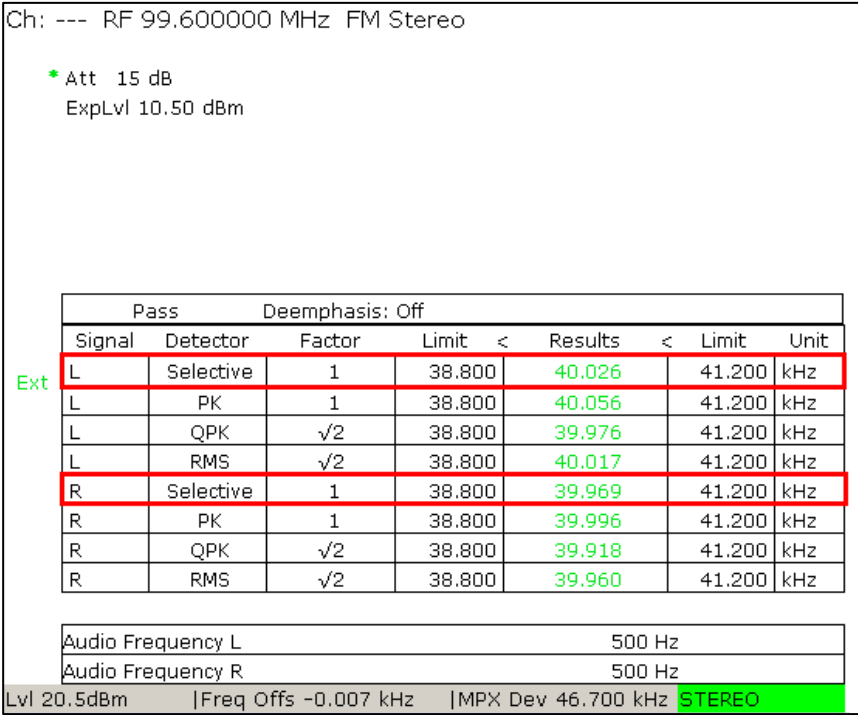 Ch: --- RF 99.600000 MHz FM Stereo
* Att 15 dB
ExpLvl 10.50 dBm
Pass Deemphasis: Off
Signal Detector Factor Limit < Results < Limit Unit
L Selective 1 38.800 40.026 41.200 kHz
Ext
L PK 1 38.800 40.056 41.200 kHz
L QPK √2 38.800 39.976 41.200 kHz
L RMS √2 38.800 40.017 41.200 kHz
R Selective 1 38.800 39.969 41.200 kHz
R PK 1 38.800 39.996 41.200 kHz
R QPK √2 38.800 39.918 41.200 kHz
R RMS √2 38.800 39.960 41.200 kHz
Audio Frequency L 500 Hz
Audio Frequency R 500 Hz
Lvl 20.5dBm |Freq Offs -0.007 kHz |MPX Dev 46.700 kHz STEREO